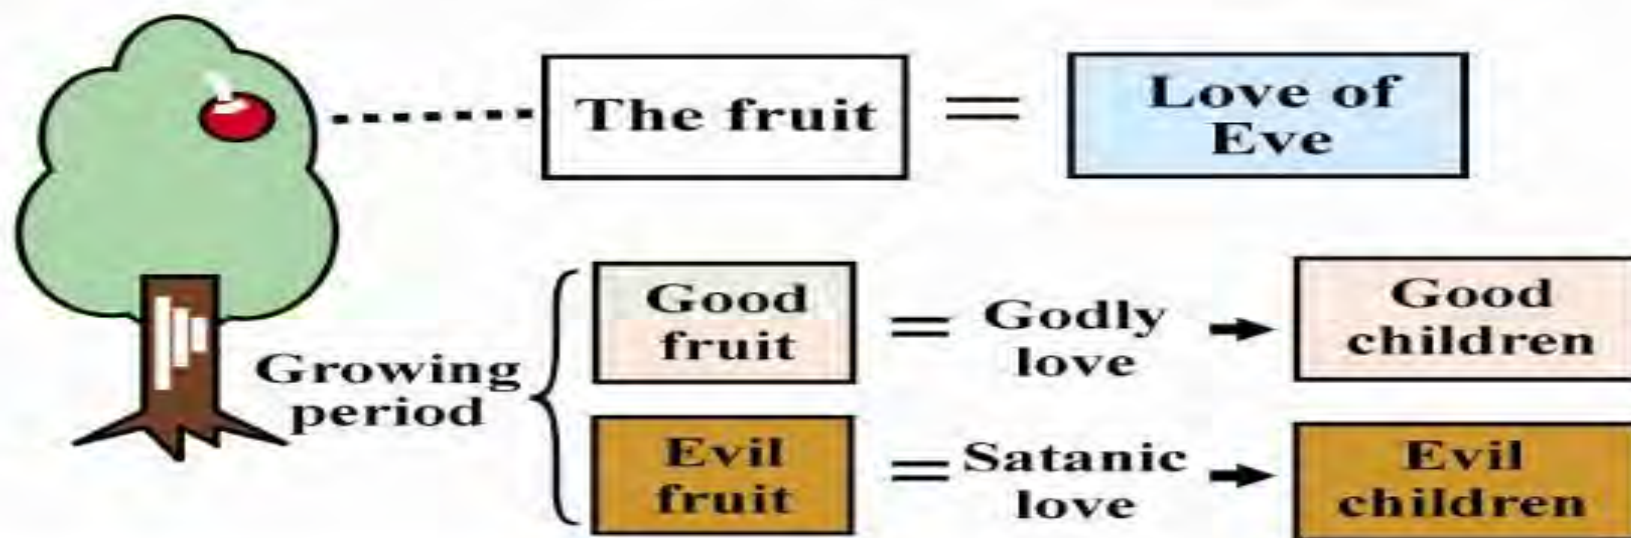 The fruit = Love of
Eve
Growing
period
Good
fruit
= Godly
love
Good
children
Evil
fruit
= Satanic
love
Evil
children